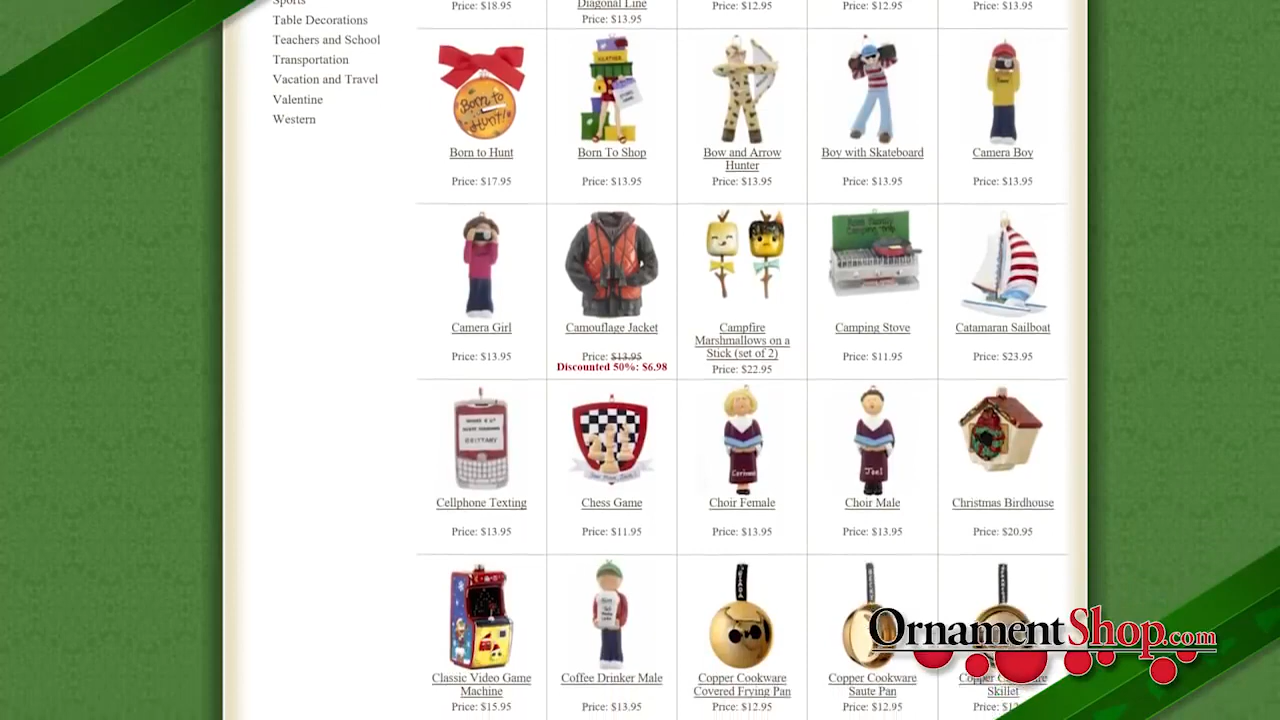 Sports
Table Decorations
Teachers and School
Transportation
Vacation and Travel
Valentine
Western
Price: $18.95
Diagonal Line
Price: $13.95
Price: $12.95
Price: $12.95
Price: $13.95
Born to Hunt!
HEATHER
Born to Hunt
Price: $17.95
Born To Shop
Price: $13.95
Bow and Arrow
Hunter
Price: $13.95
Boy with Skateboard
Price: $13.95
Camera Boy
Price: $13.95
Camera Girl
Price: $13.95
Camouflage Jacket
Price: $13.95
Discounted 50%: $6.98
Campfire
Marshmallows on a
Stick (set of 2)
Price: $22.95
Camping Stove
Price: $11.95
Catamaran Sailboat
Price: $23.95
BRITTANY
Corinne
Joel
Cellphone Texting
Price: $13.95
Chess Game
Price: $11.95
Choir Female
Price: $13.95
Choir Male
Price: $13.95
Christmas Birdhouse
Price: $20.95
Classic Video Game
Machine
Price: $15.95
Coffee Drinker Male
Price: $13.95
Copper Cookware
Covered Frying Pan
Price: $12.95
Copper Cookware
Saute Pan
Price: $12.95
Copper Cookware
Skillet
OrnamentShop.com